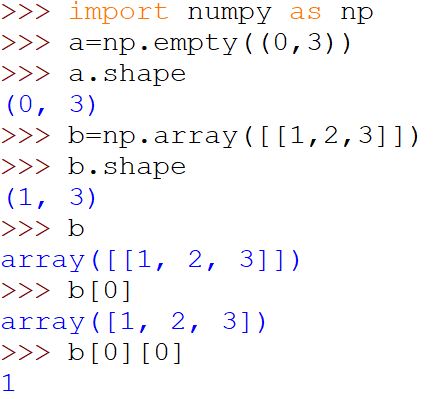 >>> import numpy as np
>>> a=np.empty((0,3))
>>> a.shape
(0, 3)
>>> b=np.array([[1,2,3]])
>>> b.shape
(1, 3)
>>> b
array([[1, 2, 3]])
>>> b[0]
array([1, 2, 3])
>>> b[0][0]
1